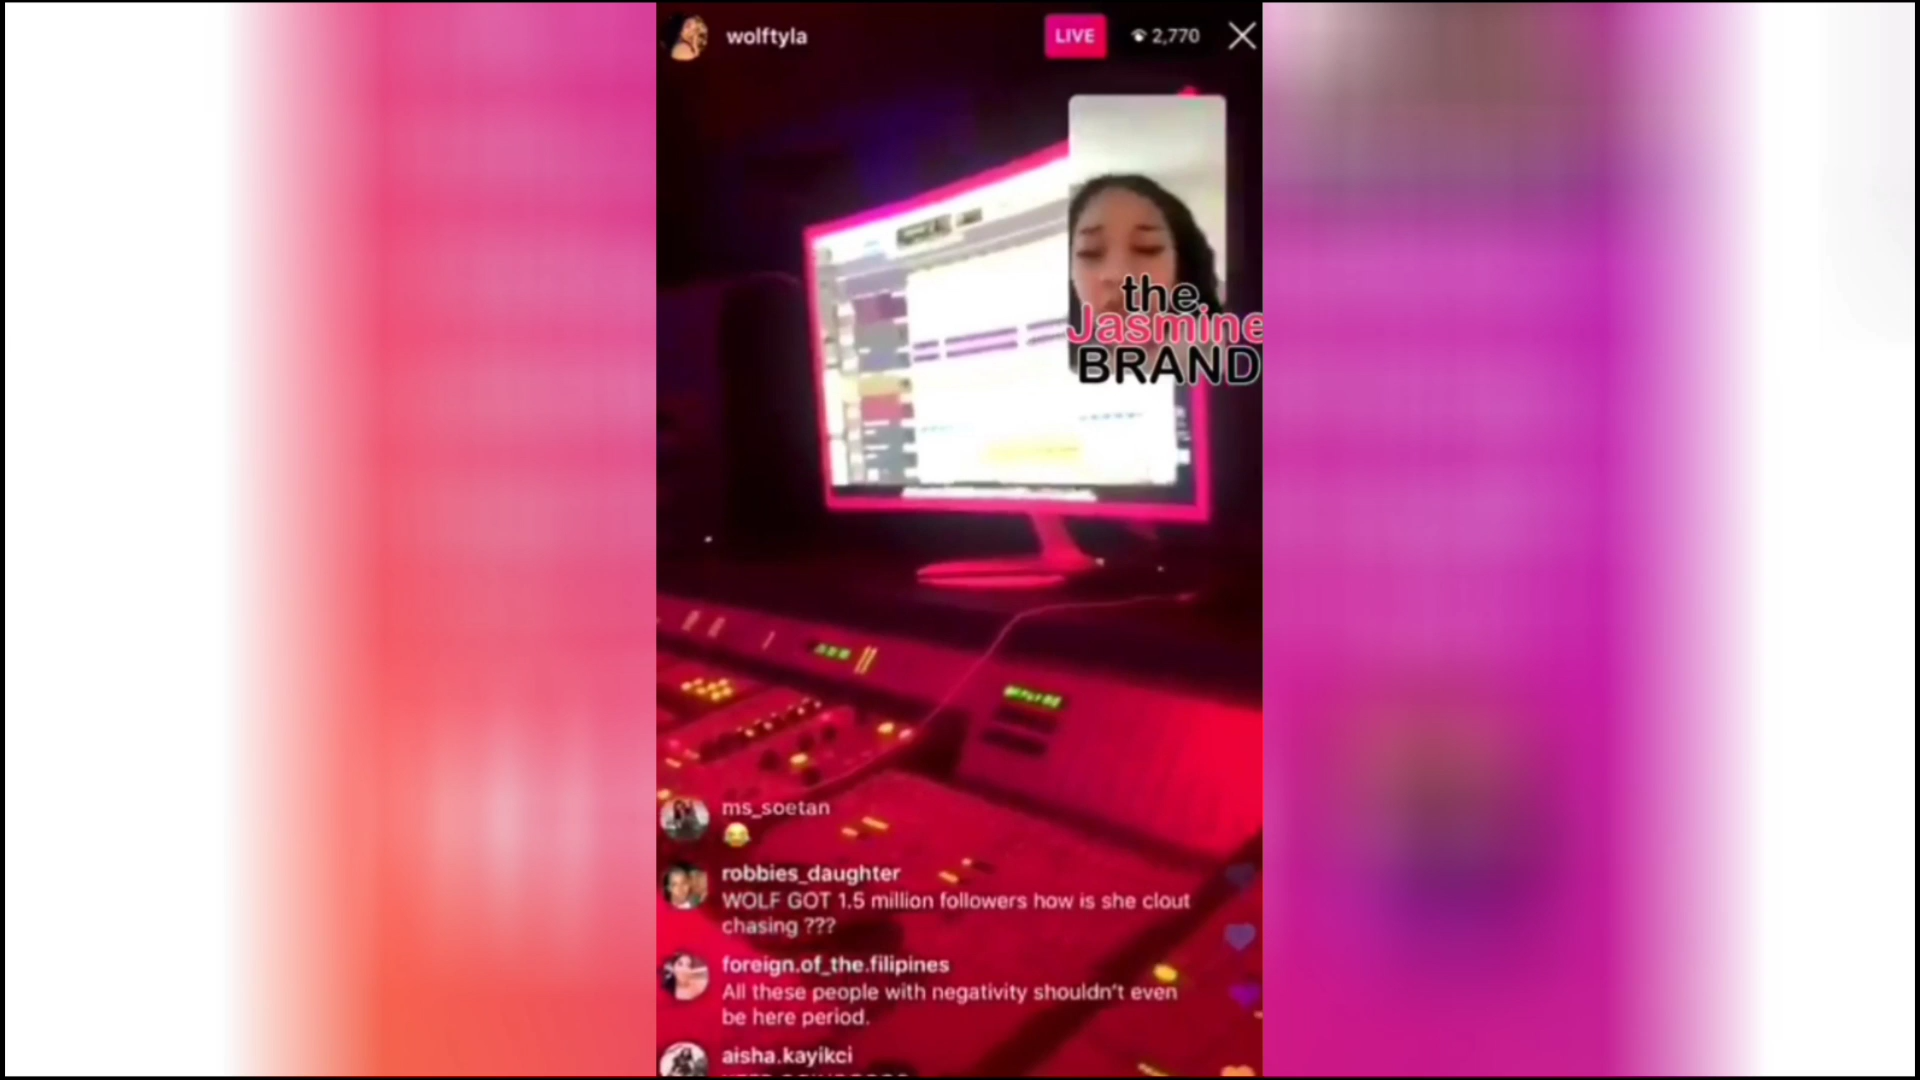 wolftyla
LIVE
2,770
the
Jasmine
BRAND
ms_soetan
robbies_daughter
WOLF GOT 1.5 million followers how is she clout
chasing ???
foreign.of_the.filipines
All these people with negativity shouldn't even
be here period.
aisha.kayikci